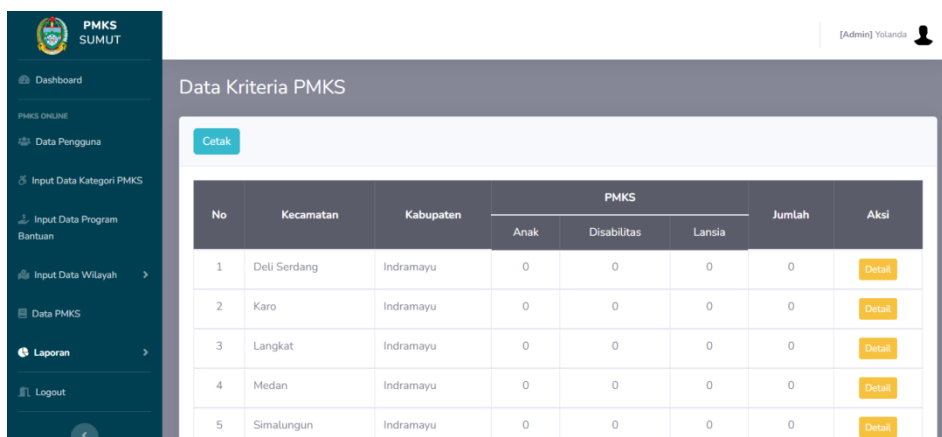 PMKS
SUMUT
[Admin] Yolanda
Dashboard
PMKS ONLINE
Data Pengguna
Input Data Kategori PMKS
Input Data Program
Bantuan
Input Data Wilayah
Data PMKS
Laporan
Logout
Data Kriteria PMKS
Cetak
No Kecamatan Kabupaten PMKS Jumlah Aksi
Anak Disabilitas Lansia
1 Deli Serdang Indramayu 0 0 0 0 Detail
2 Karo Indramayu 0 0 0 0 Detail
3 Langkat Indramayu 0 0 0 0 Detail
4 Medan Indramayu 0 0 0 0 Detail
5 Simalungun Indramayu 0 0 0 0 Detail